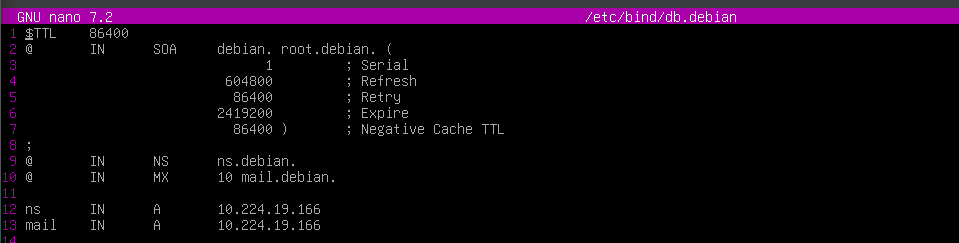 GNU nano 7.2 /etc/bind/db.debian
1 $TTL 86400
2 @ IN SOA debian. root.debian. (
3 1 ; Serial
4 604800 ; Refresh
5 86400 ; Retry
6 2419200 ; Expire
7 86400 ) ; Negative Cache TTL
8 ;
9 @ IN NS ns.debian.
10 @ IN MX 10 mail.debian.
11
12 ns IN A 10.224.19.166
13 mail IN A 10.224.19.166
14